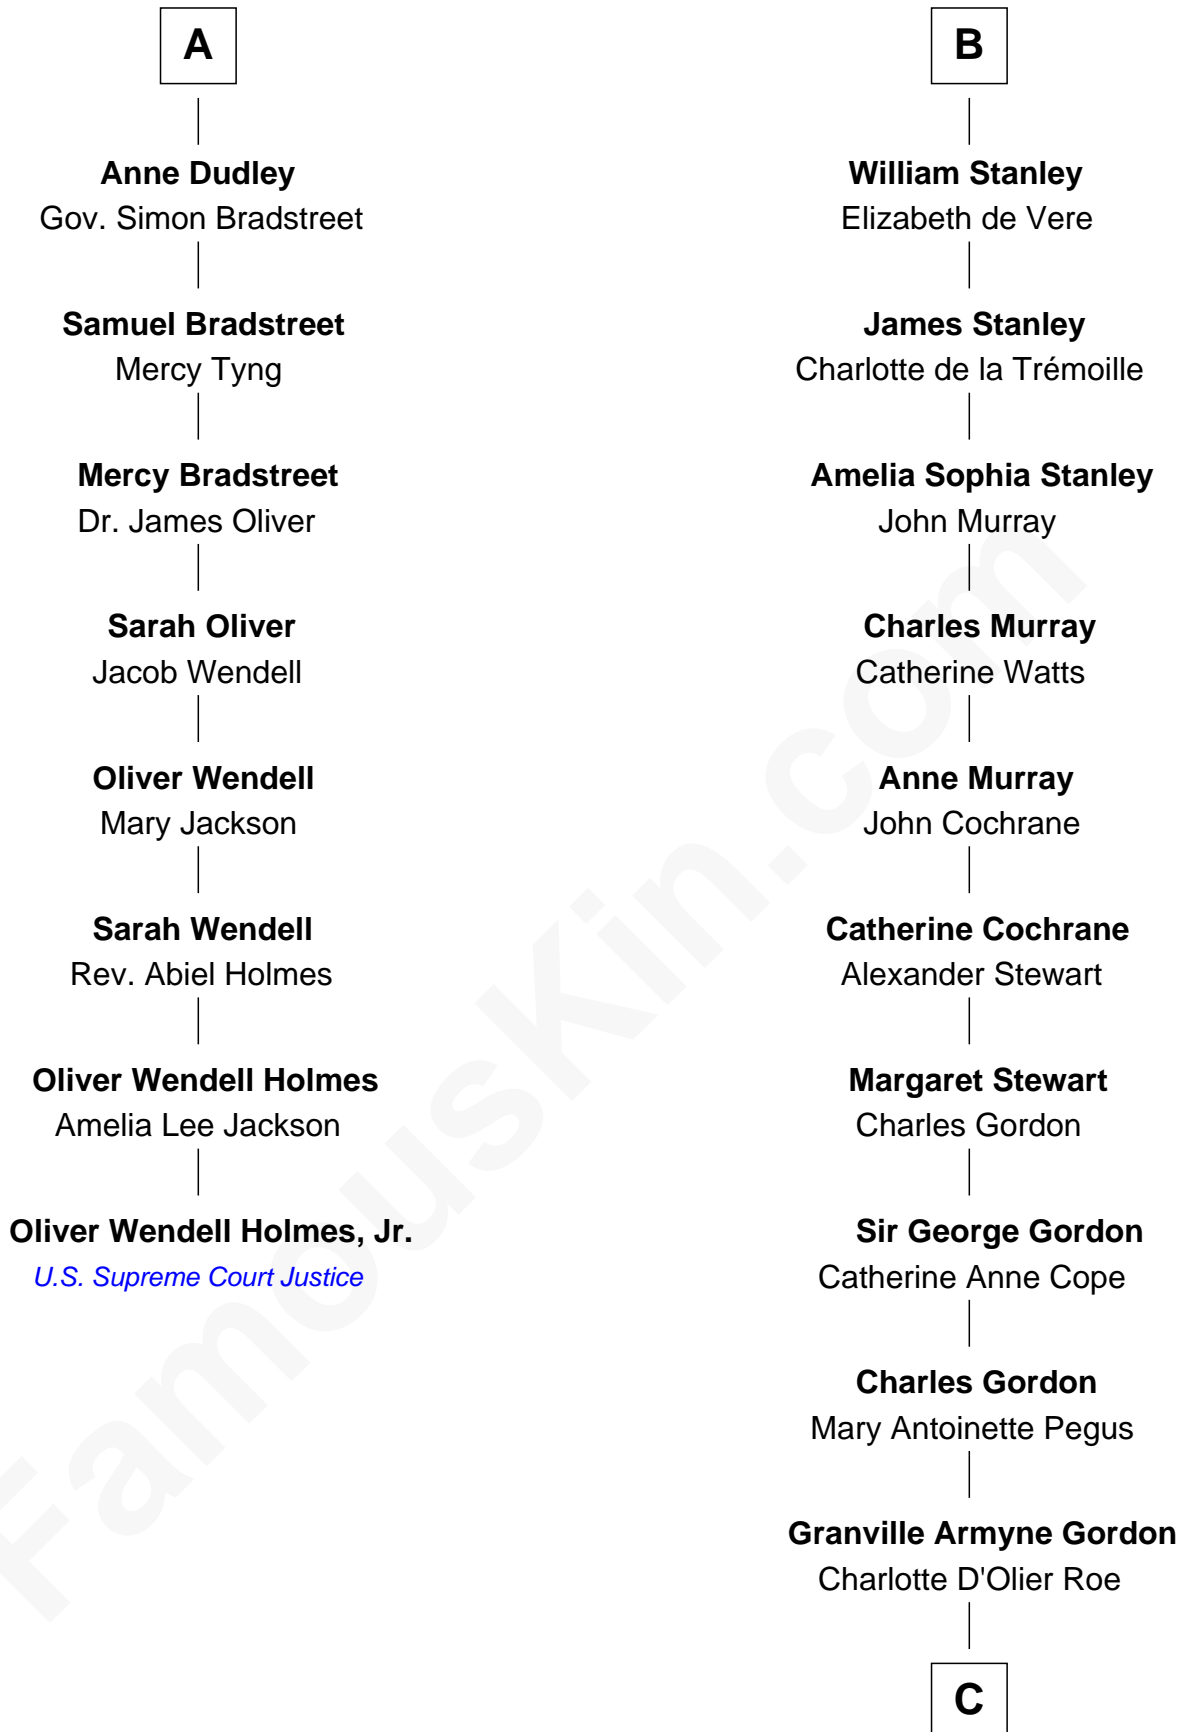 A
Anne Dudley
Gov. Simon Bradstreet
Samuel Bradstreet
Mercy Tyng
Mercy Bradstreet
Dr. James Oliver
Sarah Oliver
Jacob Wendell
Oliver Wendell
Mary Jackson
Sarah Wendell
Rev. Abiel Holmes
Oliver Wendell Holmes
Amelia Lee Jackson
Oliver Wendell Holmes, Jr.
U.S. Supreme Court Justice
B
William Stanley
Elizabeth de Vere
James Stanley
Charlotte de la Trémoille
Amelia Sophia Stanley
John Murray
Charles Murray
Catherine Watts
Anne Murray
John Cochrane
Catherine Cochrane
Alexander Stewart
Margaret Stewart
Charles Gordon
Sir George Gordon
Catherine Anne Cope
Charles Gordon
Mary Antoinette Pegus
Granville Armyne Gordon
Charlotte D'Olier Roe
C
FamousKin.com